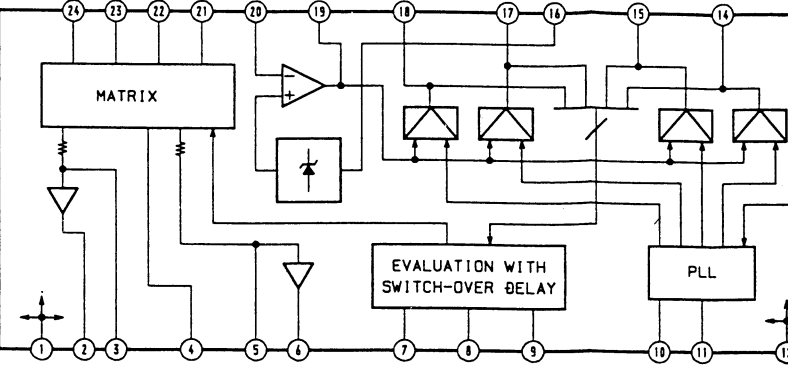 24 23 22 21 20 19 18 17 16 15 14
MATRIX
−
+
EVALUATION WITH
SWITCH-OVER DELAY
PLL
1 2 3 4 5 6 7 8 9 10 11